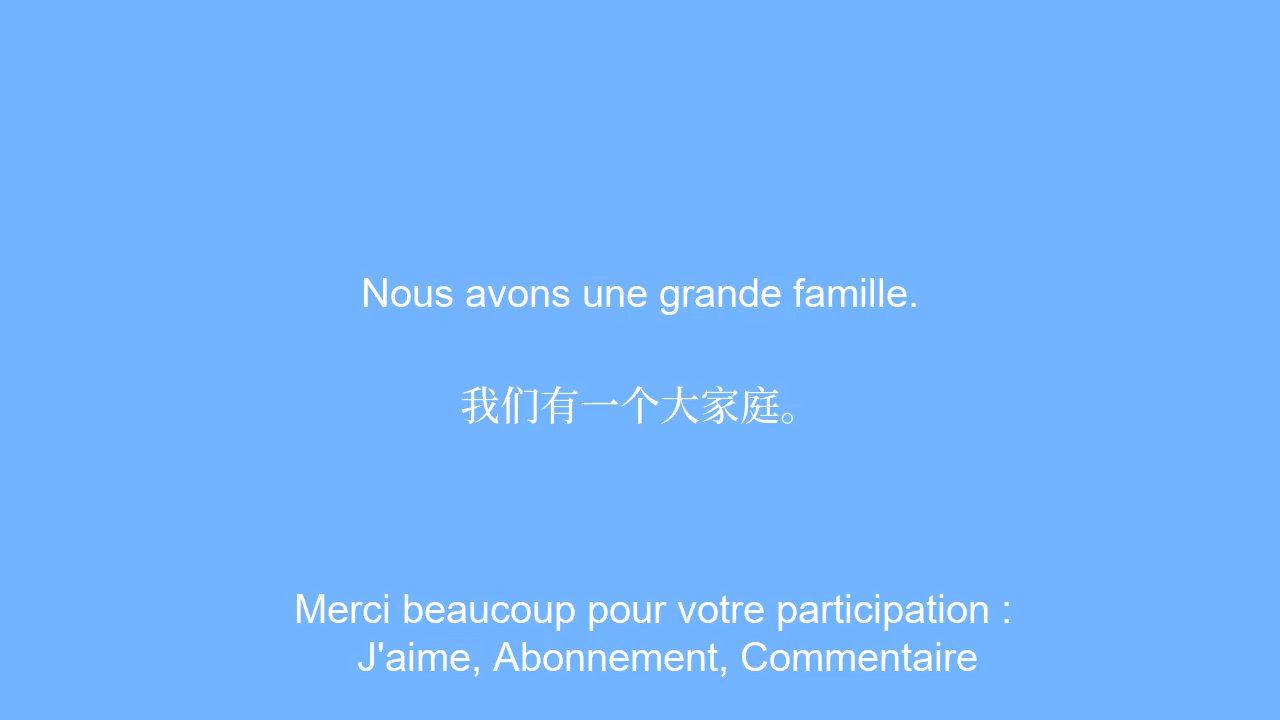 Nous avons une grande famille.
我们有一个大家庭。
Merci beaucoup pour votre participation :
J'aime, Abonnement, Commentaire